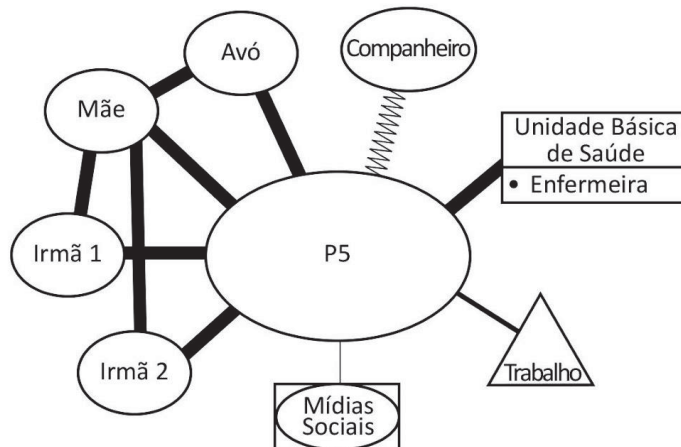 Avó
Companheiro
Mãe
Unidade Básica
de Saúde
• Enfermeira
Irmã 1
P5
Irmã 2
Trabalho
Mídias
Sociais